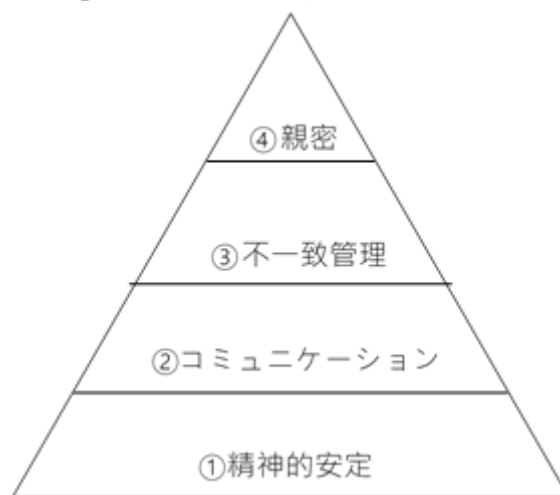 ④親密
③不一致管理
②コミュニケーション
①精神的安定